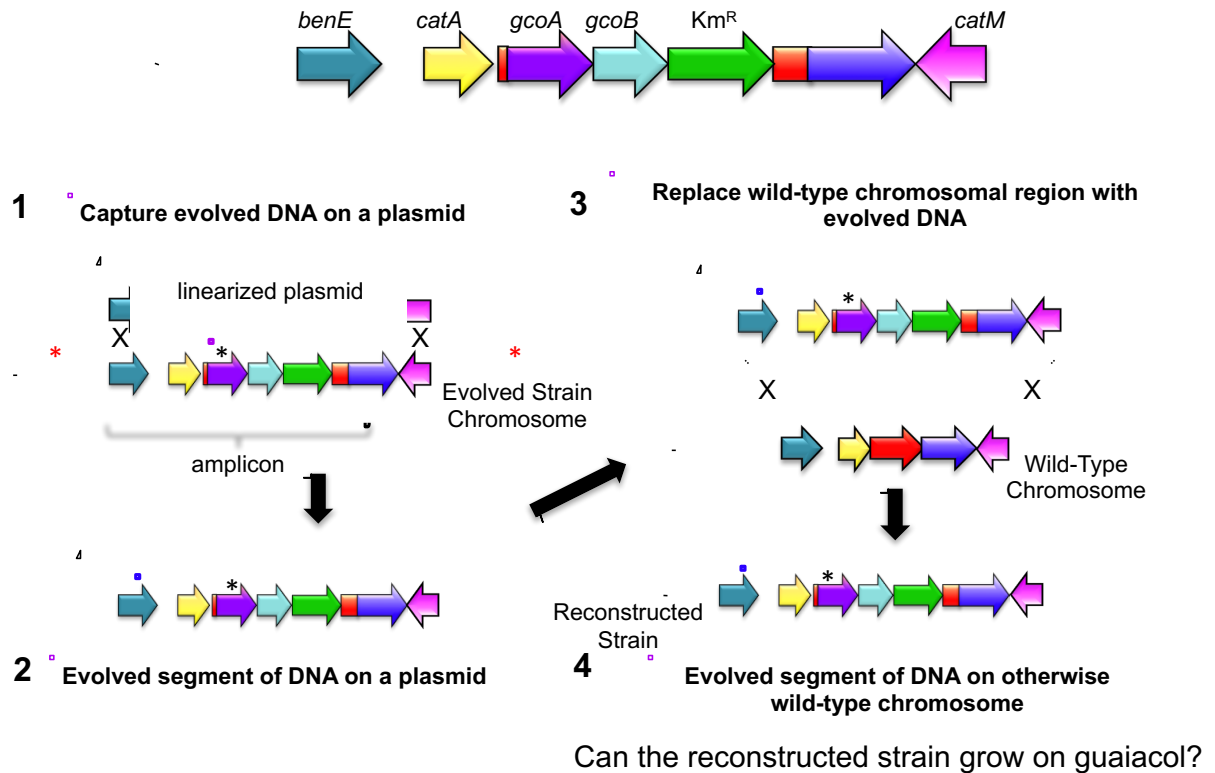 benE catA gcoA gcoB Kmᴿ catM
1 Capture evolved DNA on a plasmid
linearized plasmid
X X
*
*
*
Evolved Strain
Chromosome
amplicon
*
2 Evolved segment of DNA on a plasmid
3 Replace wild-type chromosomal region with
evolved DNA
*
X X
Wild-Type
Chromosome
*
Reconstructed
Strain
4 Evolved segment of DNA on otherwise
wild-type chromosome
Can the reconstructed strain grow on guaiacol?